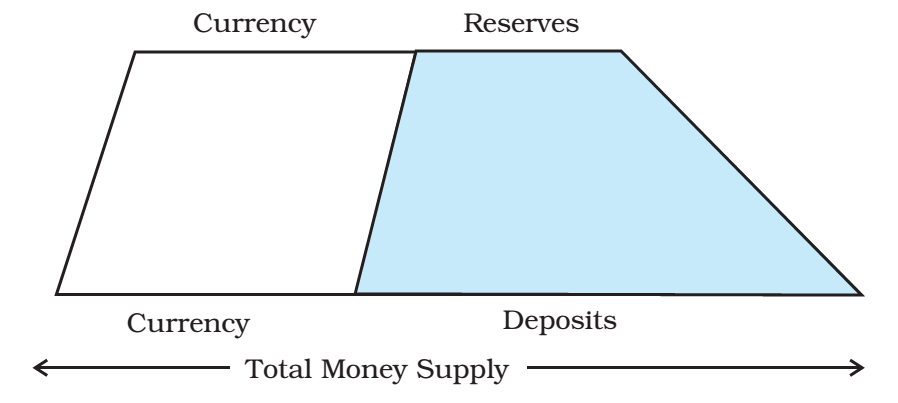 Currency Reserves
Currency Deposits
Total Money Supply